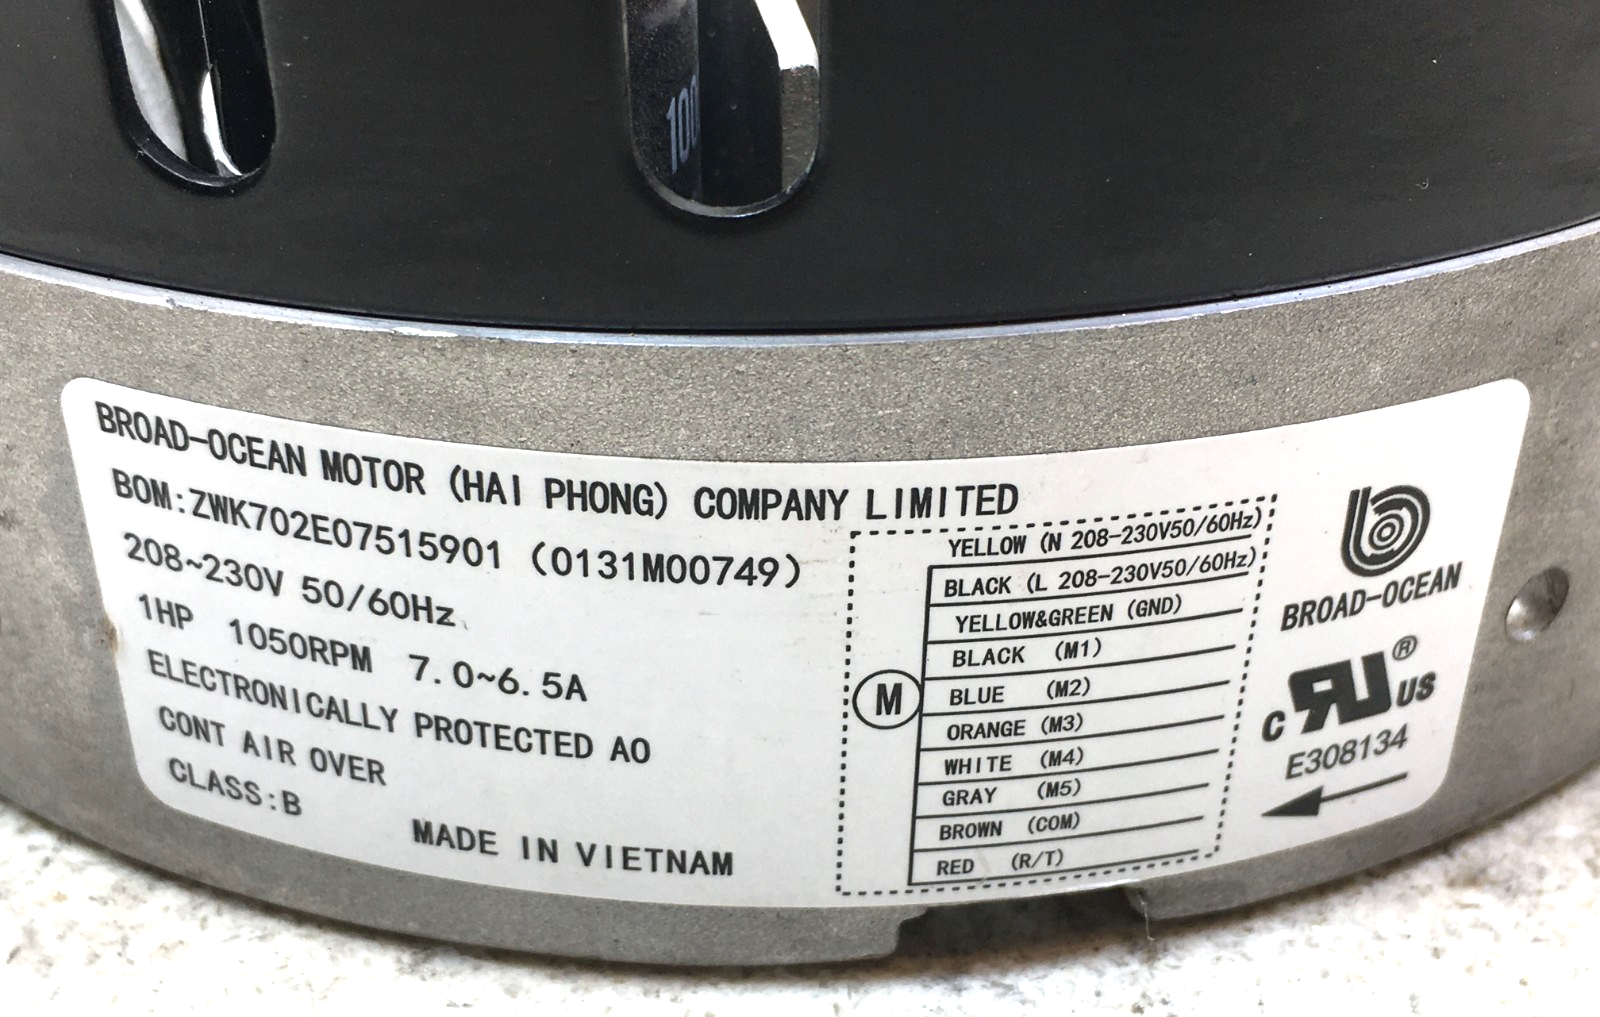 100
BROAD-OCEAN MOTOR (HAI PHONG) COMPANY LIMITED
BOM:ZWK702E07515901 (0131M00749)
208~230V 50/60Hz
1HP 1050RPM 7.0~6.5A
ELECTRONICALLY PROTECTED AO
CONT AIR OVER
CLASS:B
MADE IN VIETNAM
M
YELLOW (N 208-230V50/60Hz)
BLACK (L 208-230V50/60Hz)
YELLOW&GREEN (GND)
BLACK (M1)
BLUE (M2)
ORANGE (M3)
WHITE (M4)
GRAY (M5)
BROWN (COM)
RED (R/T)
BROAD-OCEAN
c RU US ®
E308134